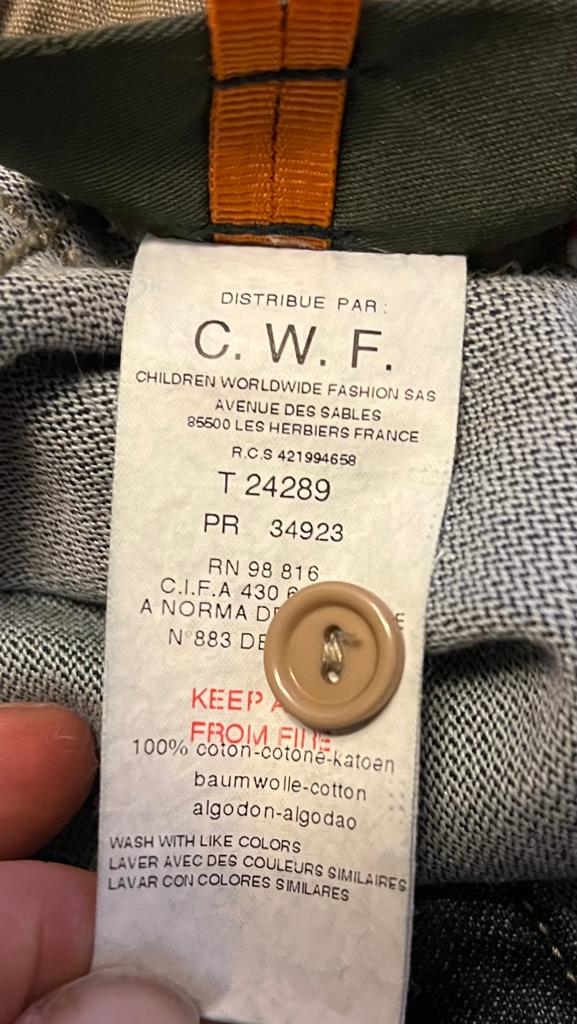 DISTRIBUE PAR :
C. W. F.
CHILDREN WORLDWIDE FASHION SAS
AVENUE DES SABLES
85500 LES HERBIERS FRANCE
R.C.S 421994658
T 24289
PR 34923
RN 98 816
C.I.F.A 430
A NORMA
N°883 DE
KEEP
FROM FIRE
100% coton-cotone-katoen
baumwolle-cotton
algodon-algodao
WASH WITH LIKE COLORS
LAVER AVEC DES COULEURS SIMILAIRES
LAVAR CON COLORES SIMILARES